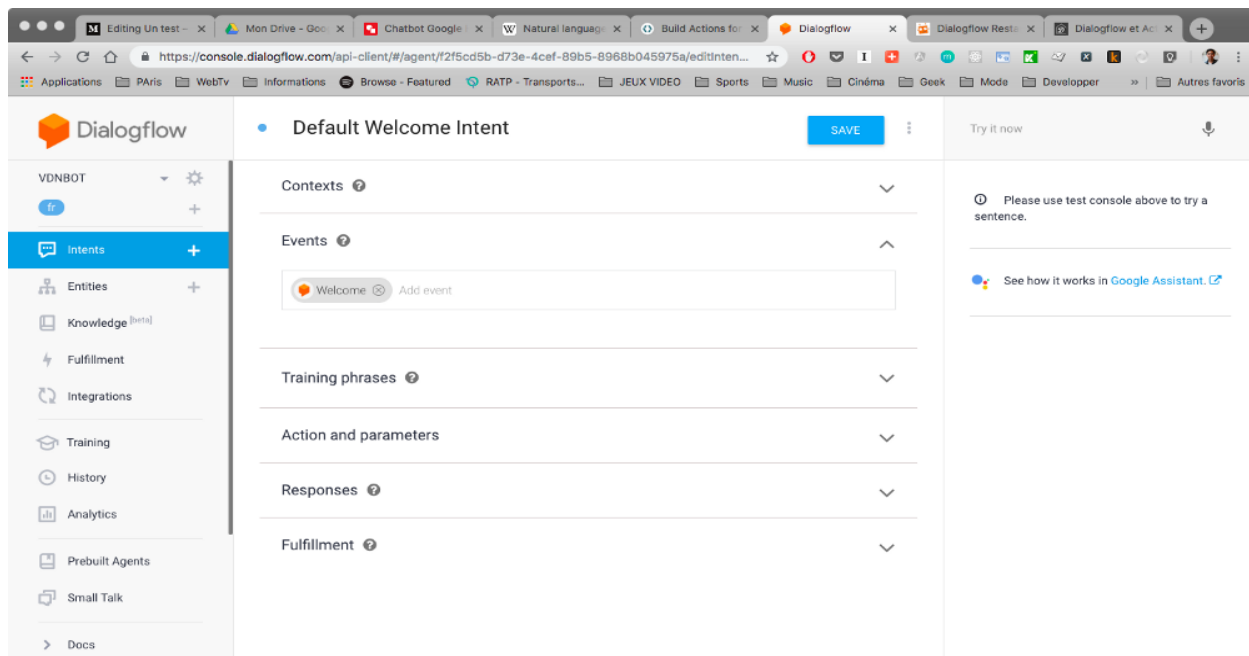 Editing Un test –
Mon Drive – Goo
Chatbot Google
Natural language
Build Actions for
Dialogflow
Dialogflow Resta
Dialogflow et Act
https://console.dialogflow.com/api-client/#/agent/f2f5cd5b-d73e-4cef-89b5-8968b045975a/editInten...
Applications PAris WebTv Informations Browse - Featured RATP - Transports... JEUX VIDEO Sports Music Cinéma Geek Mode Developper » Autres favoris
Dialogflow
Default Welcome Intent
SAVE
Try it now
VDNBOT
fr
Intents
Entities
Knowledge [beta]
Fulfillment
Integrations
Training
History
Analytics
Prebuilt Agents
Small Talk
Docs
Contexts
Events
Welcome Add event
Training phrases
Action and parameters
Responses
Fulfillment
Please use test console above to try a
sentence.
See how it works in Google Assistant.